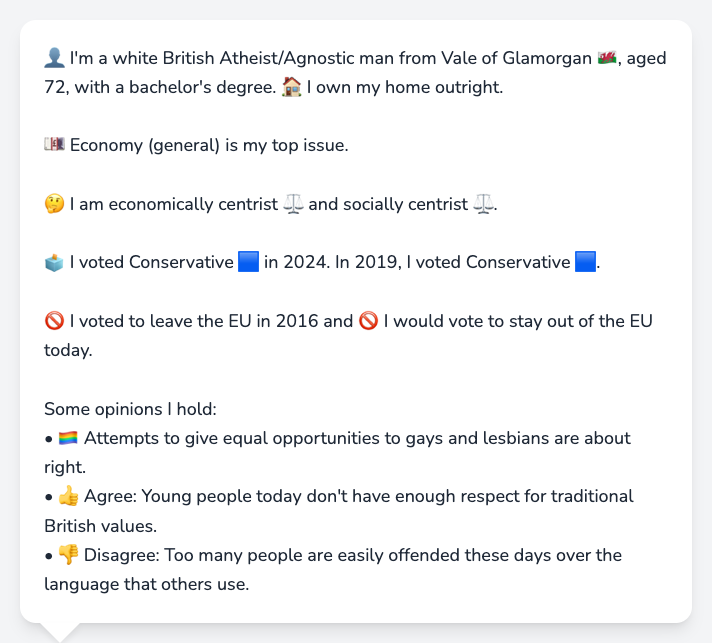 👤 I'm a white British Atheist/Agnostic man from Vale of Glamorgan 🏴󠁧󠁢󠁷󠁬󠁳󠁿, aged
72, with a bachelor's degree. 🏠 I own my home outright.
💷 Economy (general) is my top issue.
🤔 I am economically centrist ⚖️ and socially centrist ⚖️.
🗳️ I voted Conservative 🟦 in 2024. In 2019, I voted Conservative 🟦.
🚫 I voted to leave the EU in 2016 and 🚫 I would vote to stay out of the EU
today.
Some opinions I hold:
• 🏳️‍🌈 Attempts to give equal opportunities to gays and lesbians are about
right.
• 👍 Agree: Young people today don't have enough respect for traditional
British values.
• 👎 Disagree: Too many people are easily offended these days over the
language that others use.